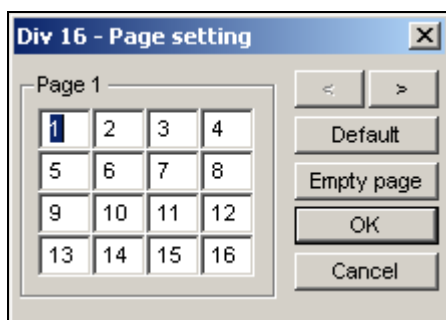 Div 16 - Page setting
Page 1
1 2 3 4
5 6 7 8
9 10 11 12
13 14 15 16
< >
Default
Empty page
OK
Cancel